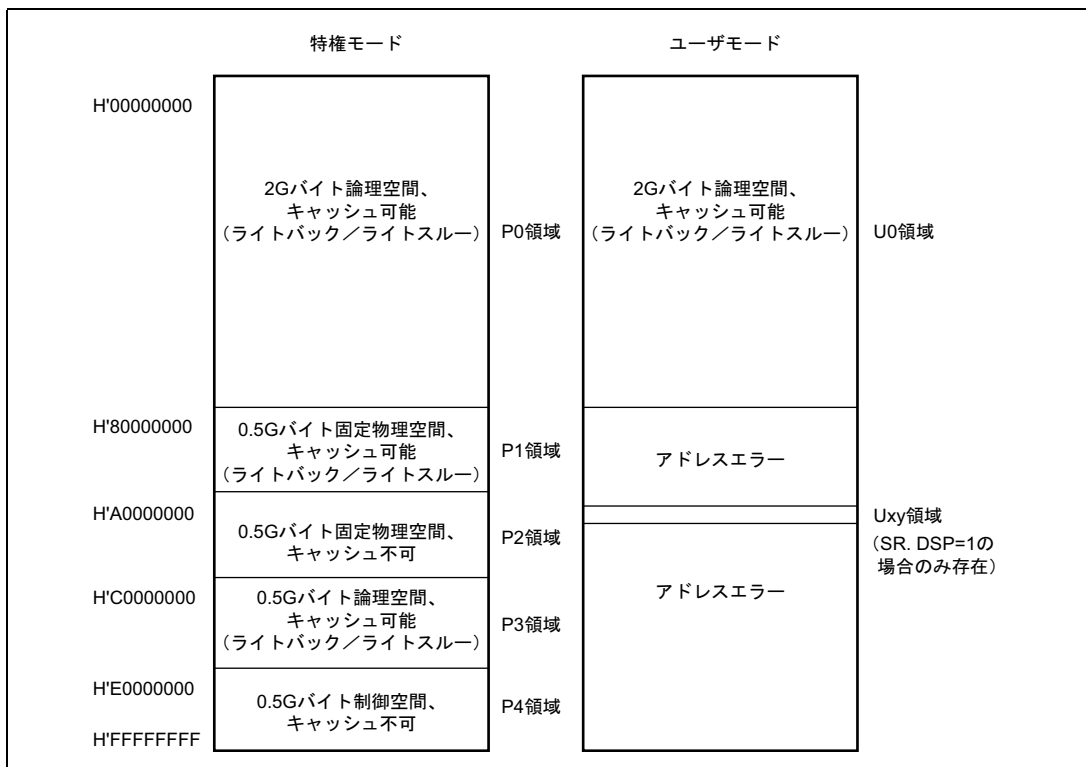 特権モード
ユーザモード
H'00000000
2Gバイト論理空間、
キャッシュ可能
（ライトバック／ライトスルー）
P0領域
2Gバイト論理空間、
キャッシュ可能
（ライトバック／ライトスルー）
U0領域
H'80000000
0.5Gバイト固定物理空間、
キャッシュ可能
（ライトバック／ライトスルー）
P1領域
アドレスエラー
H'A0000000
0.5Gバイト固定物理空間、
キャッシュ不可
P2領域
Uxy領域
（SR. DSP=1の
場合のみ存在）
H'C0000000
0.5Gバイト論理空間、
キャッシュ可能
（ライトバック／ライトスルー）
P3領域
アドレスエラー
H'E0000000
0.5Gバイト制御空間、
キャッシュ不可
P4領域
H'FFFFFFFF